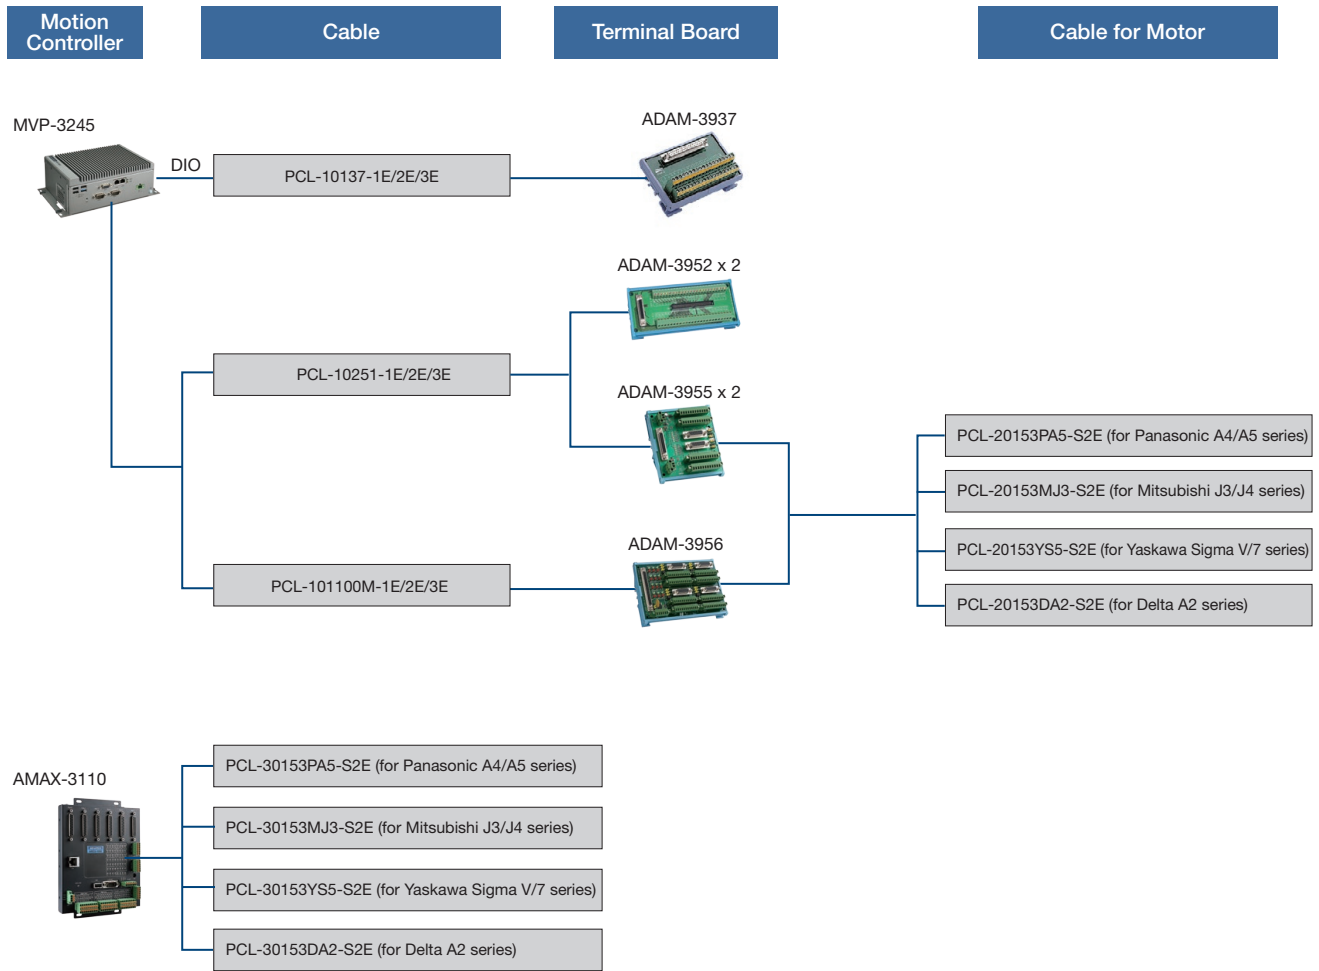 Motion
Controller
Cable
Terminal Board
Cable for Motor
MVP-3245
DIO
PCL-10137-1E/2E/3E
ADAM-3937
ADAM-3952 x 2
PCL-10251-1E/2E/3E
ADAM-3955 x 2
PCL-20153PA5-S2E (for Panasonic A4/A5 series)
PCL-20153MJ3-S2E (for Mitsubishi J3/J4 series)
PCL-20153YS5-S2E (for Yaskawa Sigma V/7 series)
PCL-20153DA2-S2E (for Delta A2 series)
ADAM-3956
PCL-101100M-1E/2E/3E
AMAX-3110
PCL-30153PA5-S2E (for Panasonic A4/A5 series)
PCL-30153MJ3-S2E (for Mitsubishi J3/J4 series)
PCL-30153YS5-S2E (for Yaskawa Sigma V/7 series)
PCL-30153DA2-S2E (for Delta A2 series)